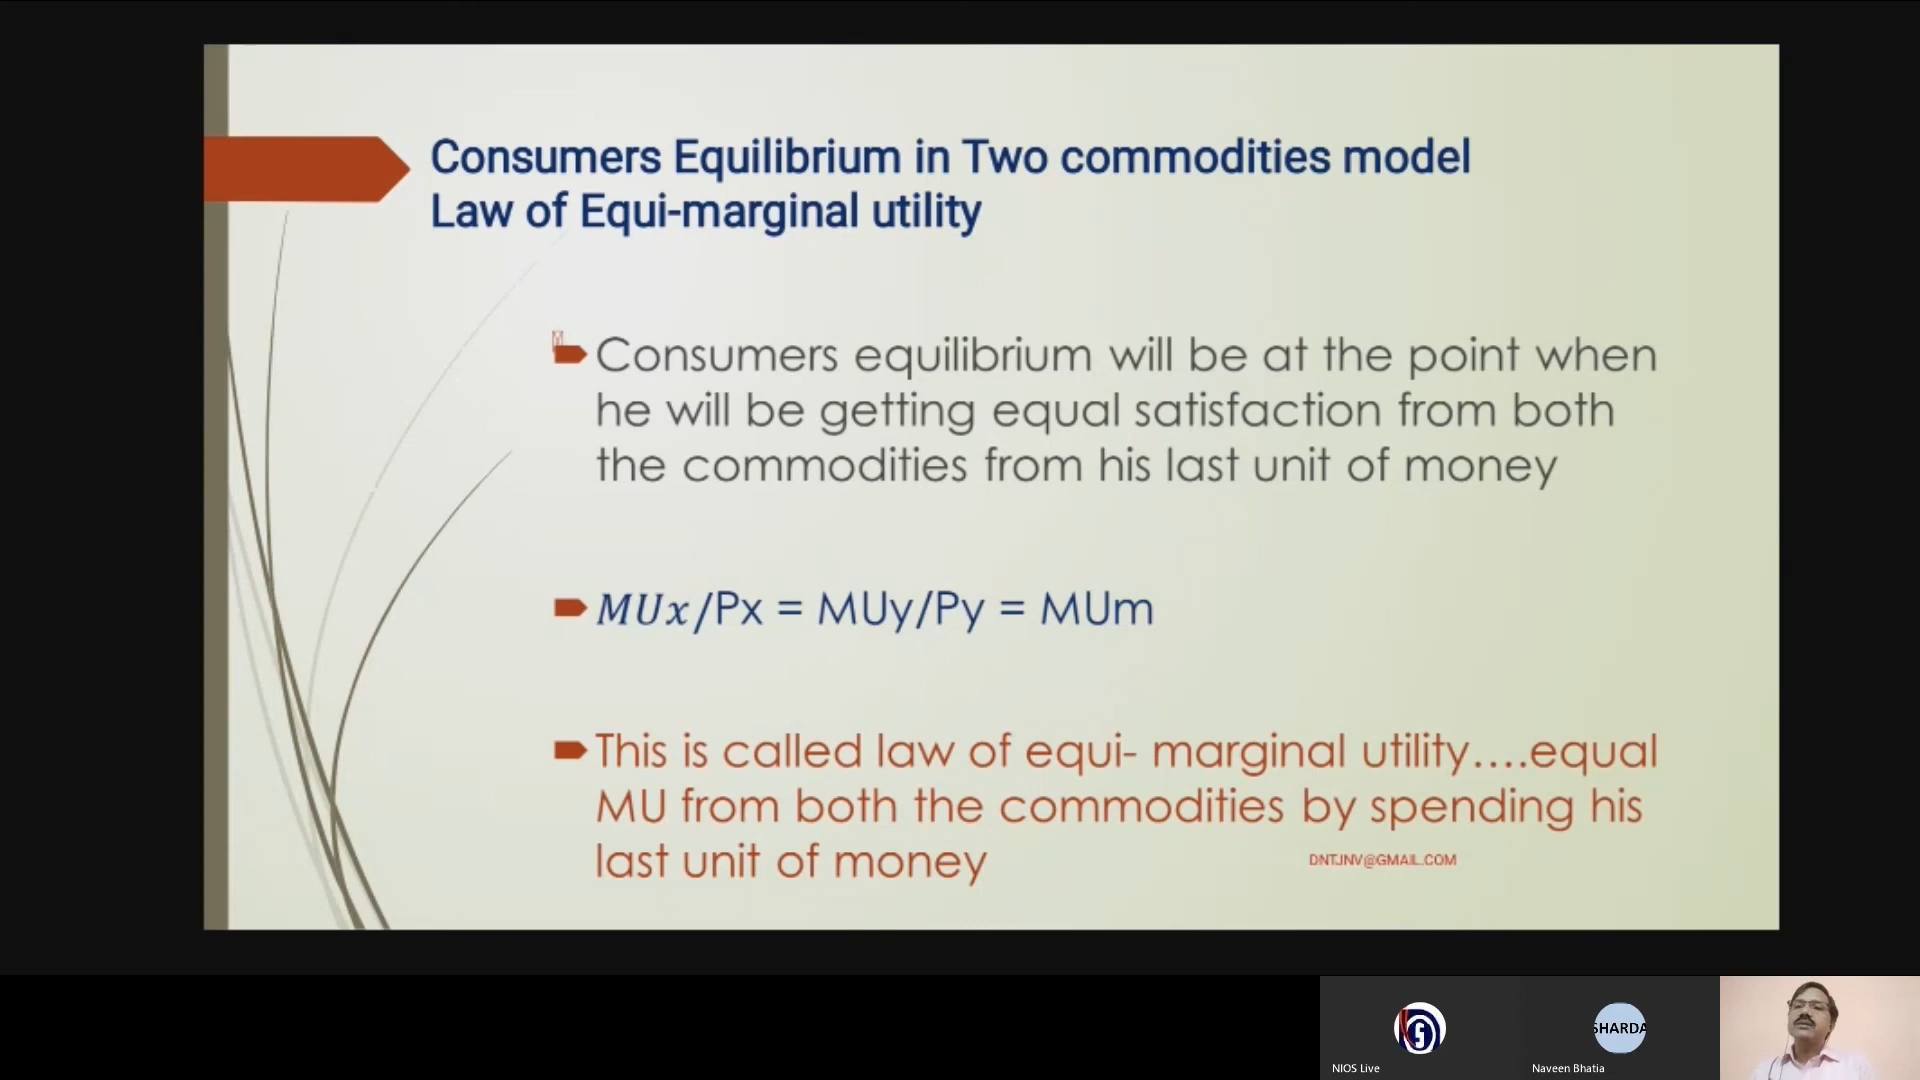 Consumers Equilibrium in Two commodities model
Law of Equi-marginal utility
Consumers equilibrium will be at the point when
he will be getting equal satisfaction from both
the commodities from his last unit of money
MUx/Px = MUy/Py = MUm
This is called law of equi- marginal utility....equal
MU from both the commodities by spending his
last unit of money
DNTJNV@GMAIL.COM
SHARDA
NIOS Live
Naveen Bhatia